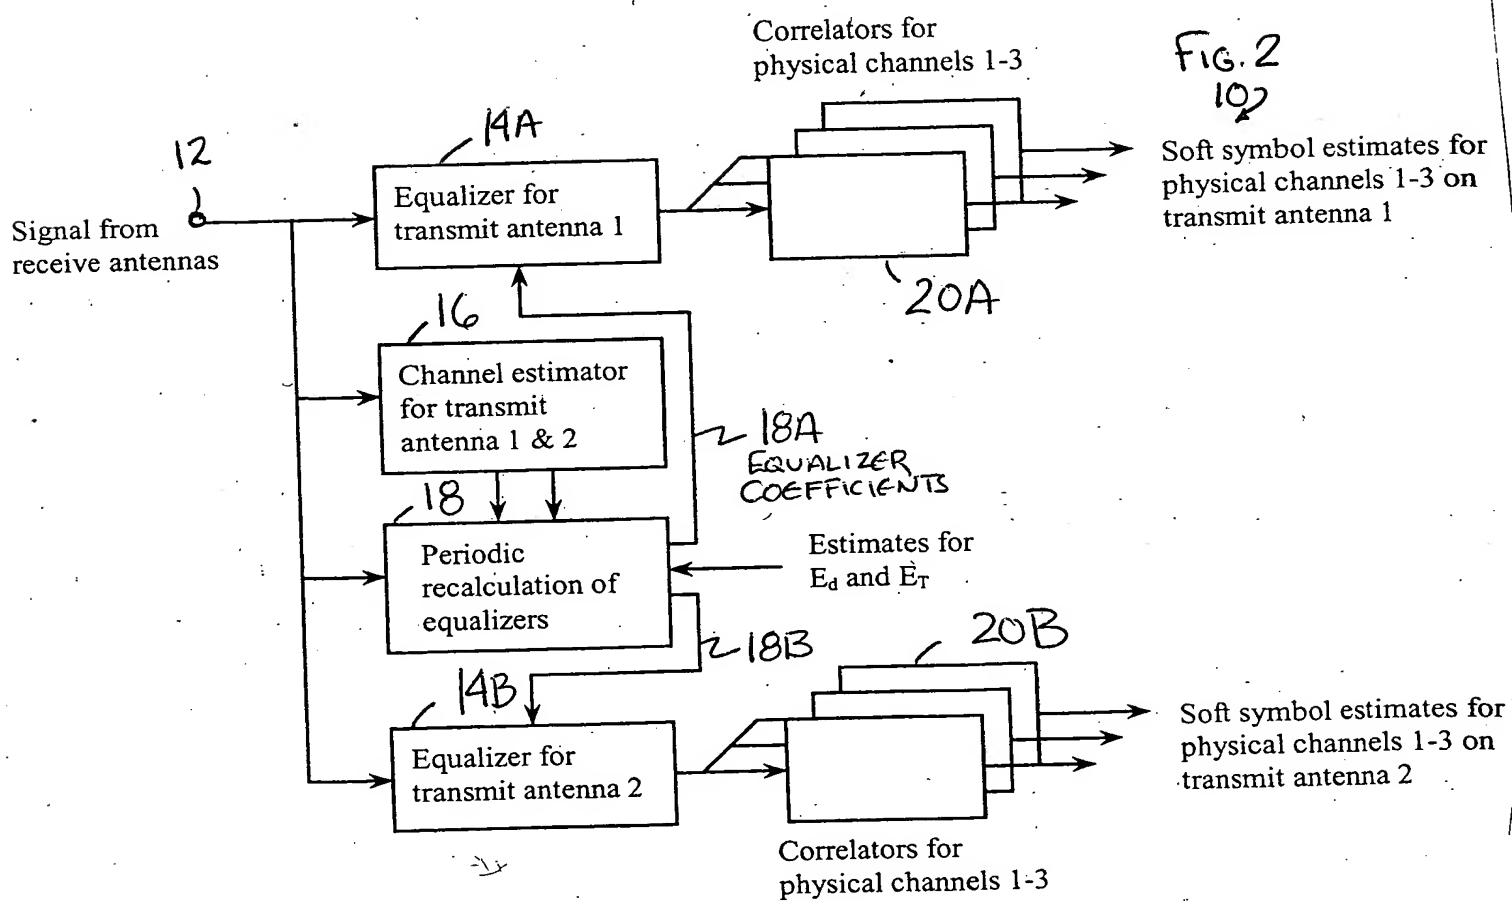 Correlators for
physical channels 1-3
FIG. 2
10
14A
12
Equalizer for
transmit antenna 1
Soft symbol estimates for
physical channels 1-3 on
transmit antenna 1
Signal from
receive antennas
20A
16
Channel estimator
for transmit
antenna 1 & 2
18A
EQUALIZER
COEFFICIENTS
18
Periodic
recalculation of
equalizers
Estimates for
Ed and ET
18B
20B
14B
Equalizer for
transmit antenna 2
Soft symbol estimates for
physical channels 1-3 on
transmit antenna 2
Correlators for
physical channels 1-3